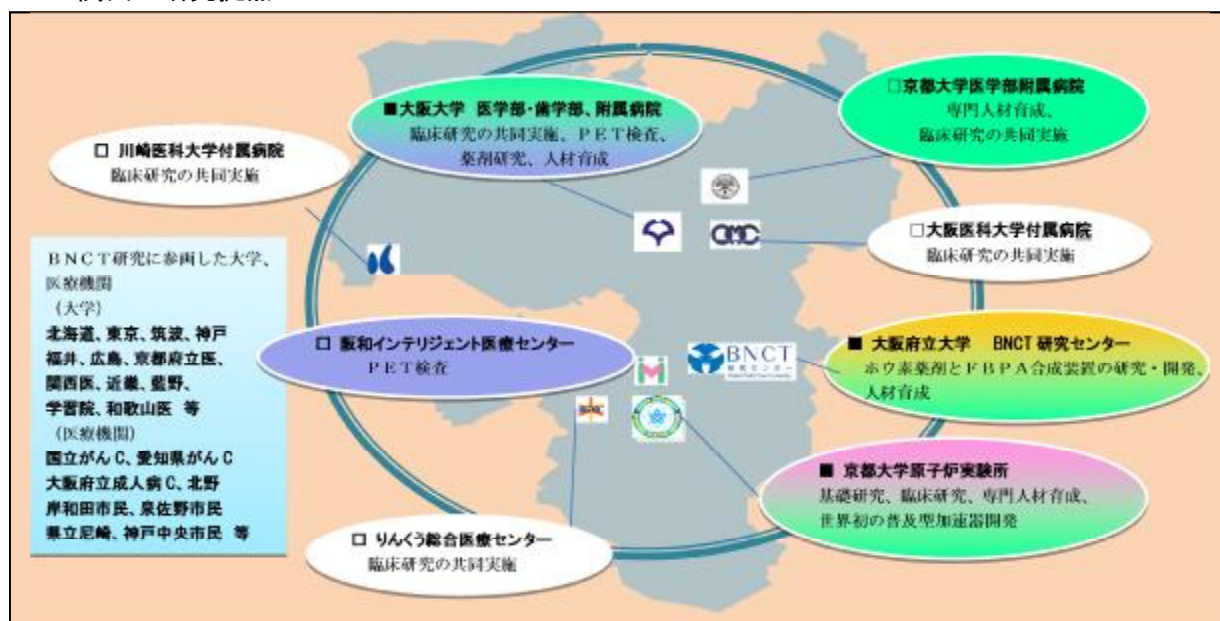 ■大阪大学 医学部・歯学部、附属病院
臨床研究の共同実施、ＰＥＴ検査、
薬剤研究、人材育成
□京都大学医学部附属病院
専門人材育成、
臨床研究の共同実施
□ 川崎医科大学付属病院
臨床研究の共同実施
□大阪医科大学付属病院
臨床研究の共同実施
OMC
ＢＮＣＴ研究に参画した大学、
医療機関
（大学）
北海道、東京、筑波、神戸
福井、広島、京都府立医、
関西医、近畿、藍野、
学習院、和歌山医 等
（医療機関）
国立がんＣ、愛知県がんＣ
大阪府立成人病Ｃ、北野
岸和田市民、泉佐野市民
県立尼崎、神戸中央市民 等
□ 阪和インテリジェント医療センター
ＰＥＴ検査
BNCT
研究センター
■ 大阪府立大学 BNCT 研究センター
ホウ素薬剤とＦＢＰＡ合成装置の研究・開発、
人材育成
■ 京都大学原子炉実験所
基礎研究、臨床研究、専門人材育成、
世界初の普及型加速器開発
□ りんくう総合医療センター
臨床研究の共同実施